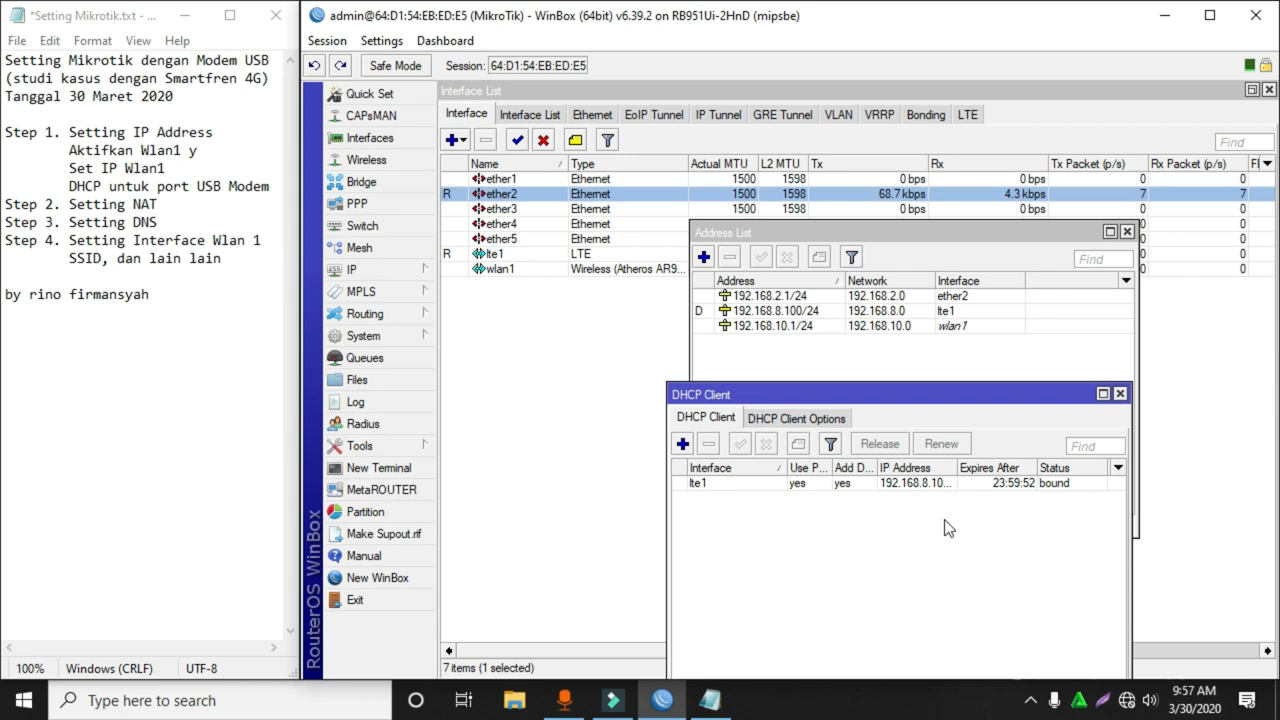 *Setting Mikrotik.txt - ...
File Edit Format View Help
Setting Mikrotik dengan Modem USB
(studi kasus dengan Smartfren 4G)
Tanggal 30 Maret 2020
Step 1. Setting IP Address
Aktifkan Wlan1 y
Set IP Wlan1
DHCP untuk port USB Modem
Step 2. Setting NAT
Step 3. Setting DNS
Step 4. Setting Interface Wlan 1
SSID, dan lain lain
by rino firmansyah
100% Windows (CRLF) UTF-8
admin@64:D1:54:EB:ED:E5 (MikroTik) - WinBox (64bit) v6.39.2 on RB951Ui-2HnD (mipsbe)
Session Settings Dashboard
Safe Mode Session: 64:D1:54:EB:ED:E5
RouterOS WinBox
Quick Set
CAPsMAN
Interfaces
Wireless
Bridge
PPP
Switch
Mesh
IP
MPLS
Routing
System
Queues
Files
Log
Radius
Tools
New Terminal
MetaROUTER
Partition
Make Supout.rif
Manual
New WinBox
Exit
Interface List
Interface Interface List Ethernet EoIP Tunnel IP Tunnel GRE Tunnel VLAN VRRP Bonding LTE
Find
Name Type Actual MTU L2 MTU Tx Rx Tx Packet (p/s) Rx Packet (p/s) Fl
ether1 Ethernet 1500 1598 0 bps 0 bps 0 0
R ether2 Ethernet 1500 1598 68.7 kbps 4.3 kbps 7 7
ether3 Ethernet 1500 1598 0 bps 0 bps 0 0
ether4 Ethernet 0
ether5 Ethernet 0
R lte1 LTE 0
wlan1 Wireless (Atheros AR9... 0
7 items (1 selected)
Address List
Find
Address Network Interface
192.168.2.1/24 192.168.2.0 ether2
D 192.168.8.100/24 192.168.8.0 lte1
192.168.10.1/24 192.168.10.0 wlan1
DHCP Client
DHCP Client DHCP Client Options
Release Renew Find
Interface Use P... Add D... IP Address Expires After Status
lte1 yes yes 192.168.8.10... 23:59:52 bound
Type here to search
9:57 AM
3/30/2020